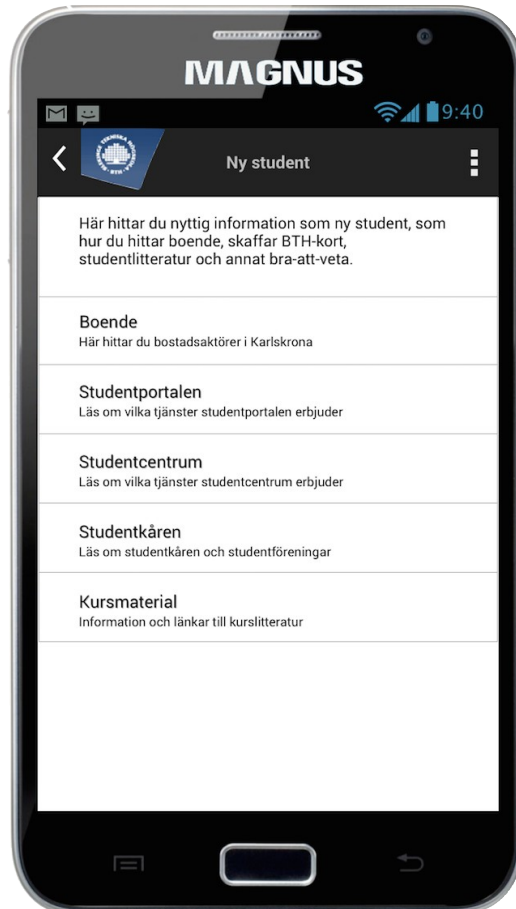 MAGNUS
9:40
Ny student
Här hittar du nyttig information som ny student, som
hur du hittar boende, skaffar BTH-kort,
studentlitteratur och annat bra-att-veta.
Boende
Här hittar du bostadsaktörer i Karlskrona
Studentportalen
Läs om vilka tjänster studentportalen erbjuder
Studentcentrum
Läs om vilka tjänster studentcentrum erbjuder
Studentkåren
Läs om studentkåren och studentföreningar
Kursmaterial
Information och länkar till kurslitteratur